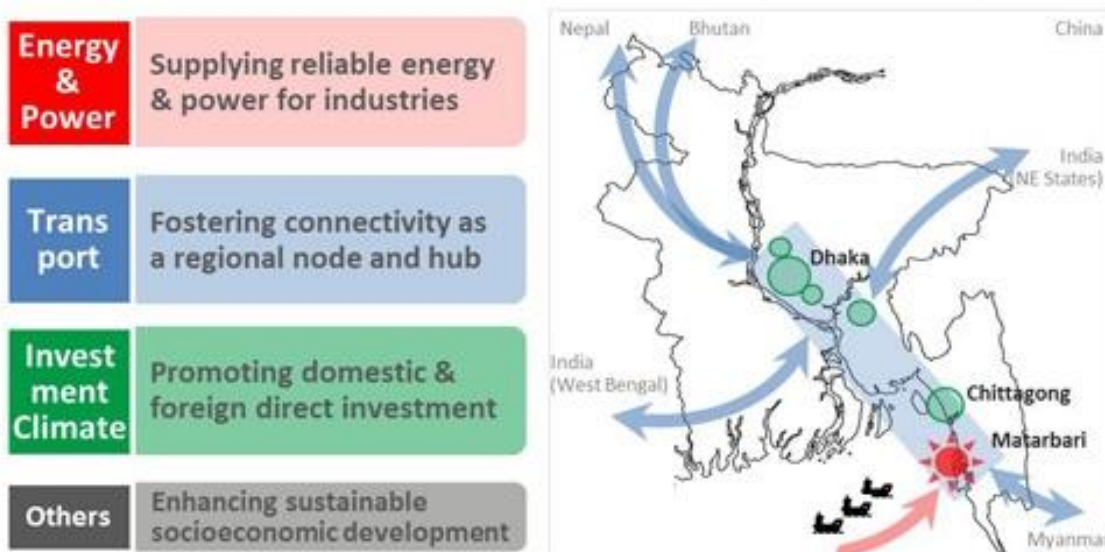 Energy
&
Power
Supplying reliable energy
& power for industries
Trans
port
Fostering connectivity as
a regional node and hub
Invest
ment
Climate
Promoting domestic &
foreign direct investment
Others
Enhancing sustainable
socioeconomic development
Nepal
Bhutan
China
India
(NE States)
Dhaka
India
(West Bengal)
Chittagong
Matarbari
Myanmar